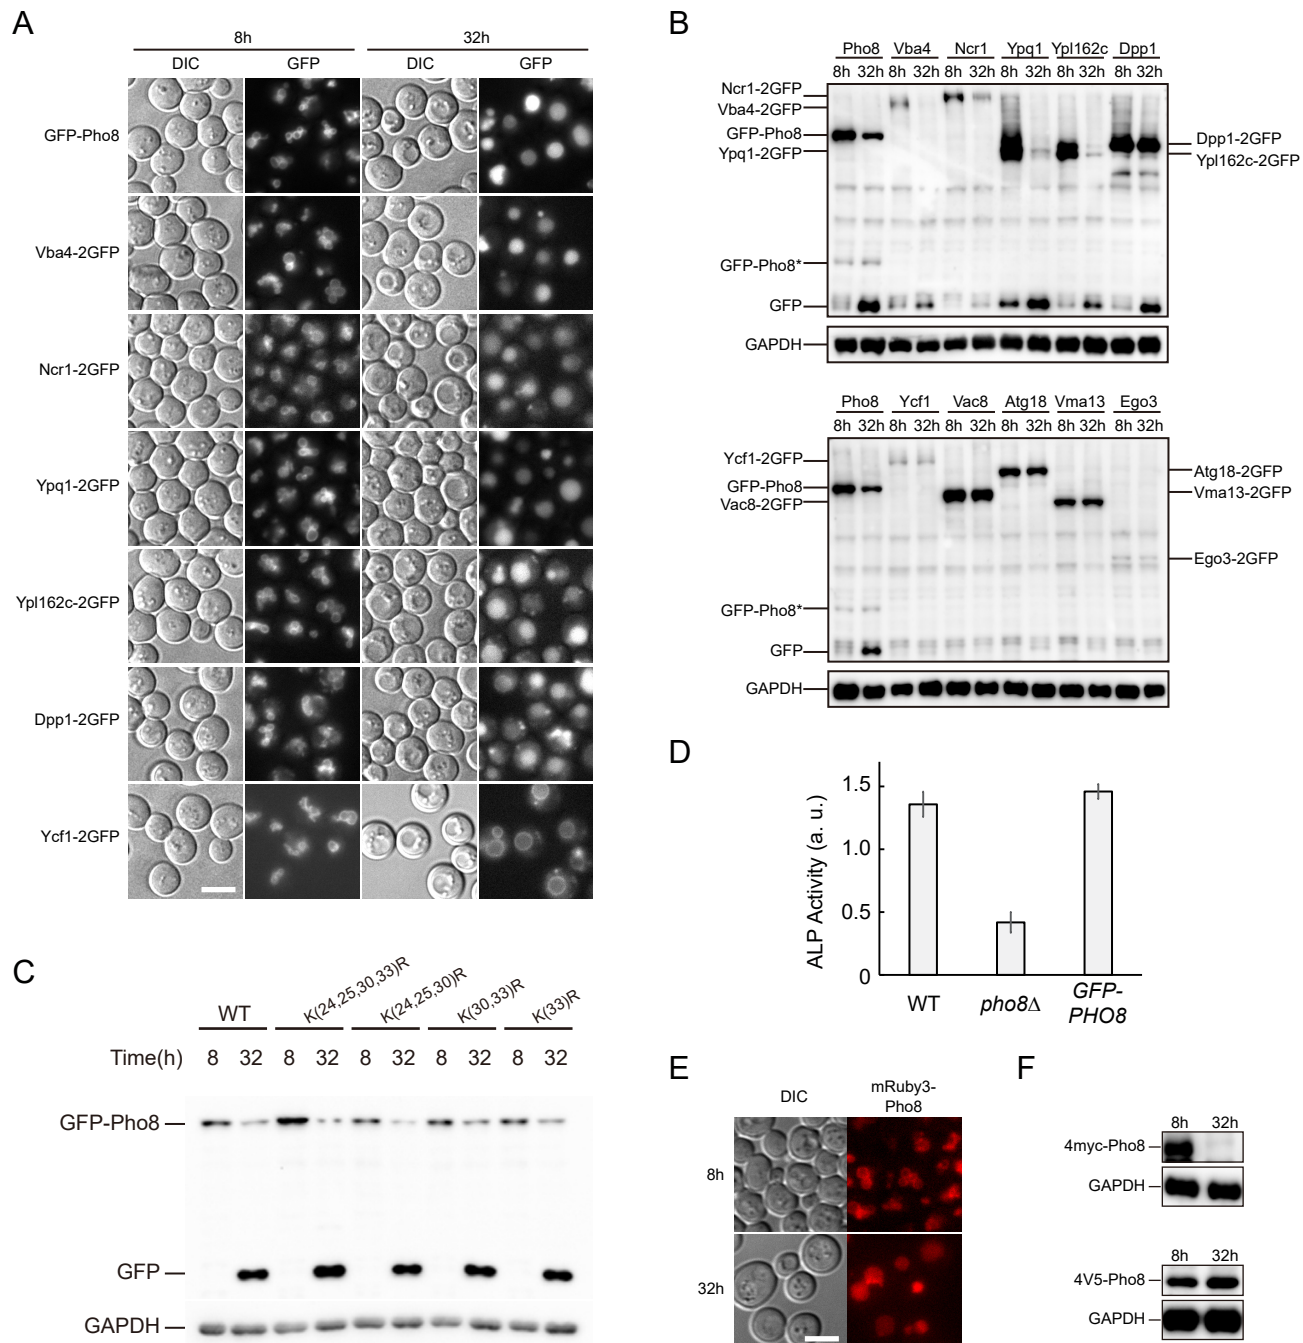 A
8h 32h
DIC GFP DIC GFP
GFP-Pho8
Vba4-2GFP
Ncr1-2GFP
Ypq1-2GFP
Ypl162c-2GFP
Dpp1-2GFP
Ycf1-2GFP
B
Pho8 Vba4 Ncr1 Ypq1 Ypl162c Dpp1
8h 32h 8h 32h 8h 32h 8h 32h 8h 32h 8h 32h
Ncr1-2GFP
Vba4-2GFP
GFP-Pho8
Ypq1-2GFP
Dpp1-2GFP
Ypl162c-2GFP
GFP-Pho8*
GFP
GAPDH
Pho8 Ycf1 Vac8 Atg18 Vma13 Ego3
8h 32h 8h 32h 8h 32h 8h 32h 8h 32h 8h 32h
Ycf1-2GFP
GFP-Pho8
Vac8-2GFP
Atg18-2GFP
Vma13-2GFP
Ego3-2GFP
GFP-Pho8*
GFP
GAPDH
C
WT K(24,25,30,33)R K(24,25,30)R K(30,33)R K(33)R
Time(h) 8 32 8 32 8 32 8 32 8 32
GFP-Pho8
GFP
GAPDH
D
ALP Activity (a. u.)
1.5
1.0
0.5
0
WT pho8Δ GFP-
PHO8
E
DIC mRuby3-
Pho8
8h
32h
F
8h 32h
4myc-Pho8
GAPDH
8h 32h
4V5-Pho8
GAPDH